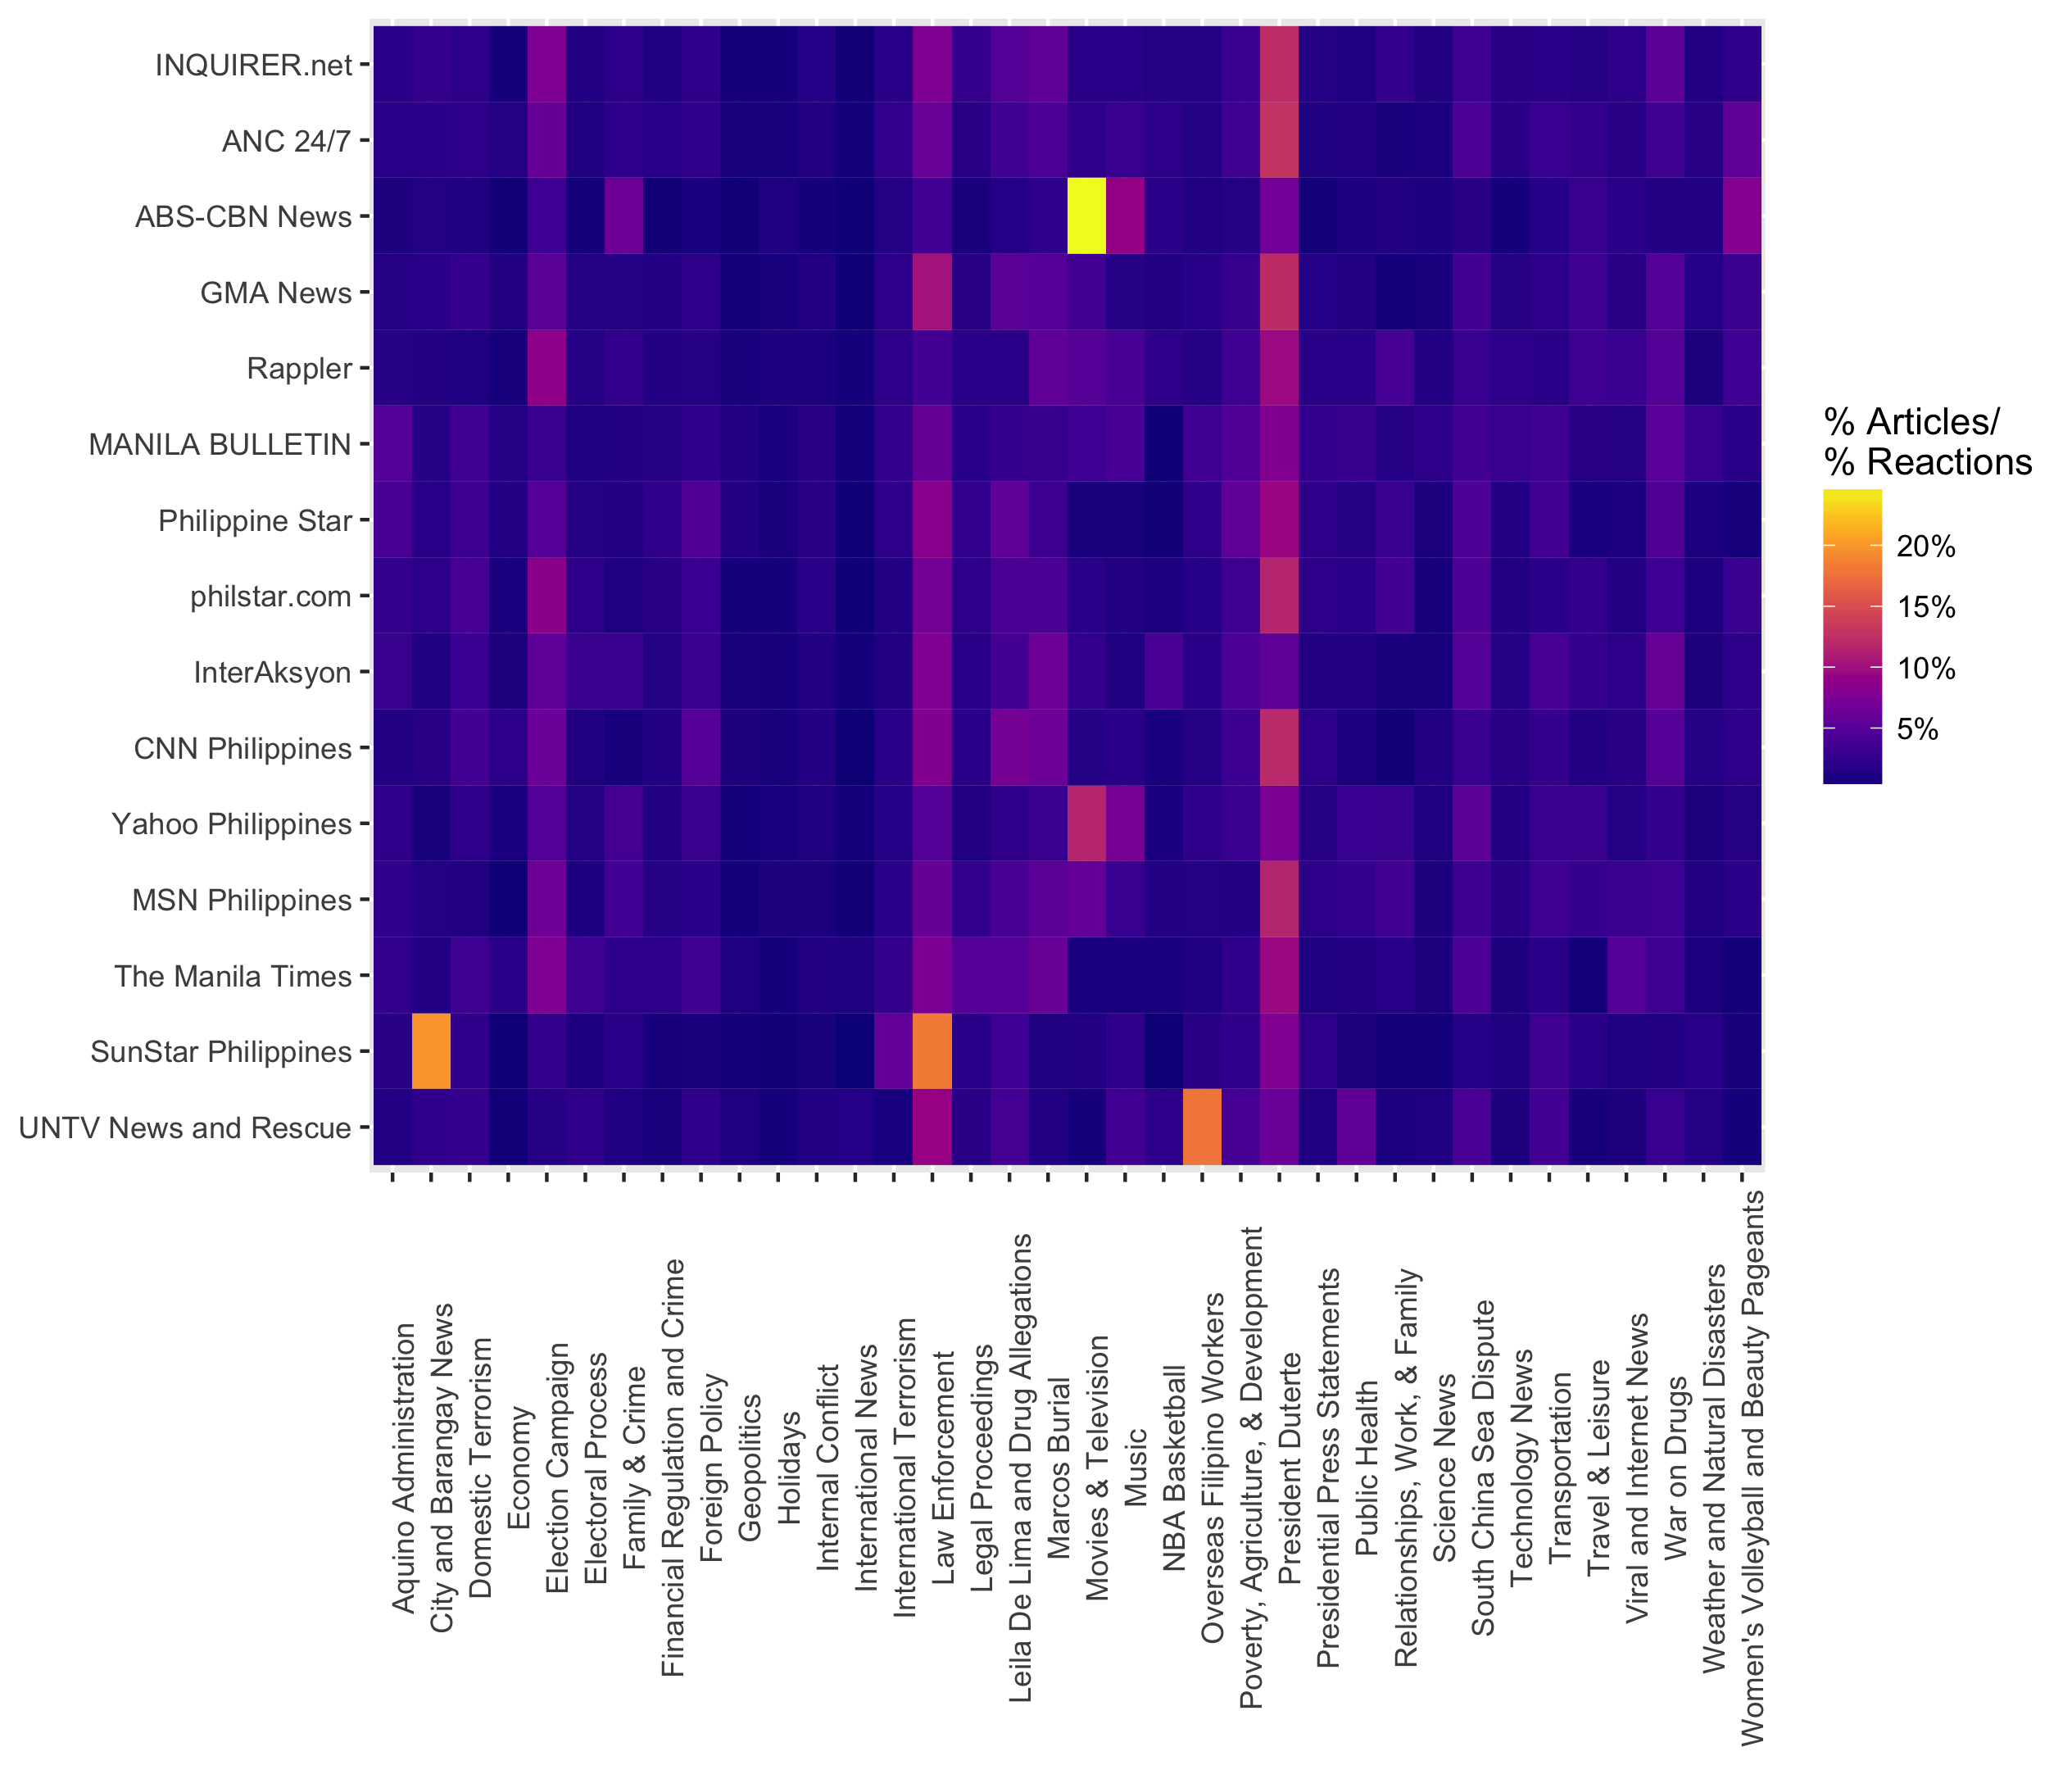 INQUIRER.net
ANC 24/7
ABS-CBN News
GMA News
Rappler
MANILA BULLETIN
Philippine Star
philstar.com
InterAksyon
CNN Philippines
Yahoo Philippines
MSN Philippines
The Manila Times
SunStar Philippines
UNTV News and Rescue
% Articles/
% Reactions
20%
15%
10%
5%
Aquino Administration
City and Barangay News
Domestic Terrorism
Economy
Election Campaign
Electoral Process
Family & Crime
Financial Regulation and Crime
Foreign Policy
Geopolitics
Holidays
Internal Conflict
International News
International Terrorism
Law Enforcement
Legal Proceedings
Leila De Lima and Drug Allegations
Marcos Burial
Movies & Television
Music
NBA Basketball
Overseas Filipino Workers
Poverty, Agriculture, & Development
President Duterte
Presidential Press Statements
Public Health
Relationships, Work, & Family
Science News
South China Sea Dispute
Technology News
Transportation
Travel & Leisure
Viral and Internet News
War on Drugs
Weather and Natural Disasters
Women's Volleyball and Beauty Pageants